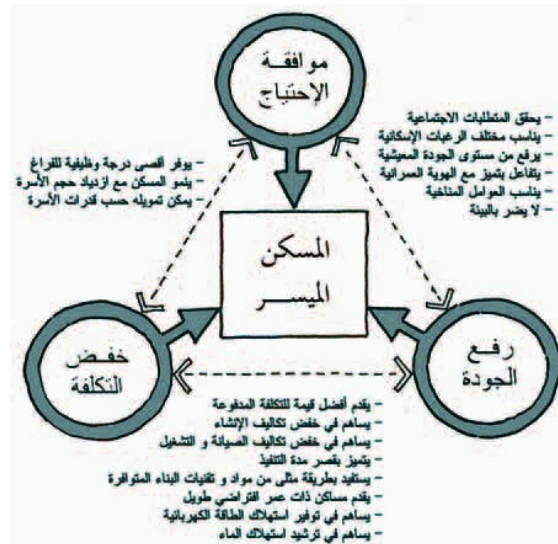 موافقة
الإحتياج
يحقق المتطلبات الاجتماعية –
يناسب مختلف الرغبات الإسكانية –
يرفع من مستوى الجودة المعيشية –
يتفاعل بتميز مع الهوية العمرانية –
يناسب العوامل المناخية –
لا يضر بالبيئة –
يوفر أقصى درجة وظيفية للفراغ –
ينمو المسكن مع ازدياد حجم الأسرة –
يمكن تمويله حسب قدرات الأسرة –
المسكن
الميسر
رفع
الجودة
خفض
التكلفة
يقدم أفضل قيمة للتكلفة المدفوعة –
يساهم في خفض تكاليف الإنشاء –
يساهم في خفض تكاليف الصيانة و التشغيل –
يتميز بقصر مدة التنفيذ –
يستفيد بطريقة مثلى من مواد و تقنيات البناء المتوافرة –
يقدم مساكن ذات عمر افتراضي طويل –
يساهم في توفير استهلاك الطاقة الكهربائية –
يساهم في ترشيد استهلاك الماء –